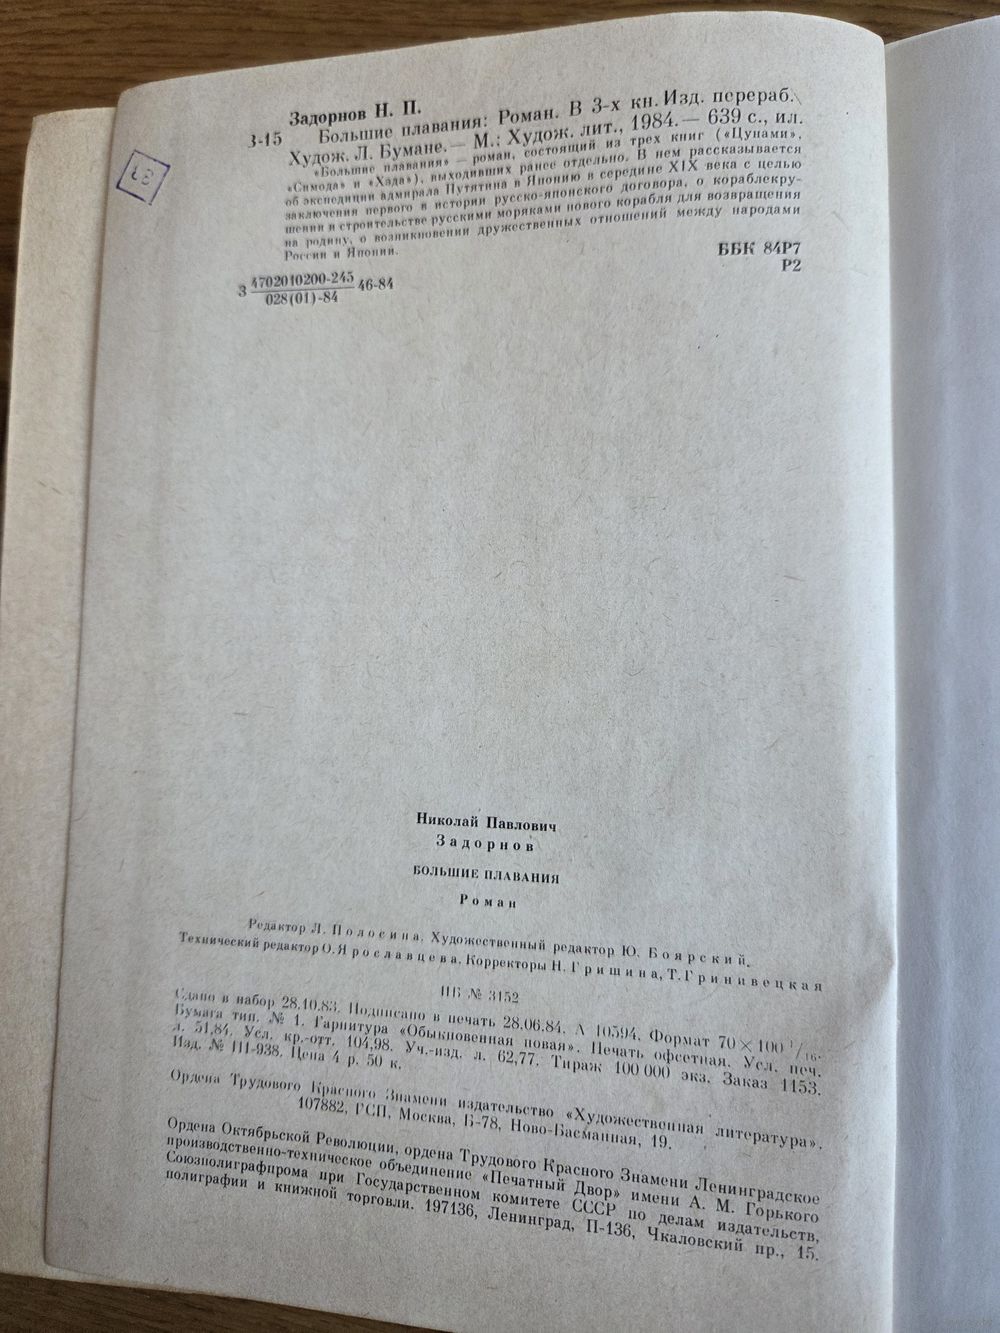 Задорнов Н. П.
З-15 Большие плавания: Роман. В 3-х кн. Изд. перераб.
Худож. Л. Бумане.— М.: Худож. лит., 1984.— 639 с., ил.
«Большие плавания» — роман, состоящий из трех книг («Цунами»,
«Симода» и «Хэда»), выходивших ранее отдельно. В нем рассказывается
об экспедиции адмирала Путятина в Японию в середине XIX века с целью
заключения первого в истории русско-японского договора, о кораблекру-
шении и строительстве русскими моряками нового корабля для возвращения
на родину, о возникновении дружественных отношений между народами
России и Японии.
З 4702010200-245 46-84
028(01)-84
ББК 84Р7
Р2
Николай Павлович
Задорнов
БОЛЬШИЕ ПЛАВАНИЯ
Роман
Редактор Л. Полосина. Художественный редактор Ю. Боярский.
Технический редактор О. Ярославцева. Корректоры Н. Гришина, Т. Гриневецкая
ИБ № 3152
Сдано в набор 28.10.83. Подписано в печать 28.06.84. А 10594. Формат 70×100 1/16.
Бумага тип. № 1. Гарнитура «Обыкновенная новая». Печать офсетная. Усл. печ.
л. 51,84. Усл. кр.-отт. 104,98. Уч.-изд. л. 62,77. Тираж 100 000 экз. Заказ 1153.
Изд. № III-938. Цена 4 р. 50 к.
Ордена Трудового Красного Знамени издательство «Художественная литература».
107882, ГСП, Москва, Б-78, Ново-Басманная, 19.
Ордена Октябрьской Революции, ордена Трудового Красного Знамени Ленинградское
производственно-техническое объединение «Печатный Двор» имени А. М. Горького
Союзполиграфпрома при Государственном комитете СССР по делам издательств,
полиграфии и книжной торговли. 197136, Ленинград, П-136, Чкаловский пр., 15.